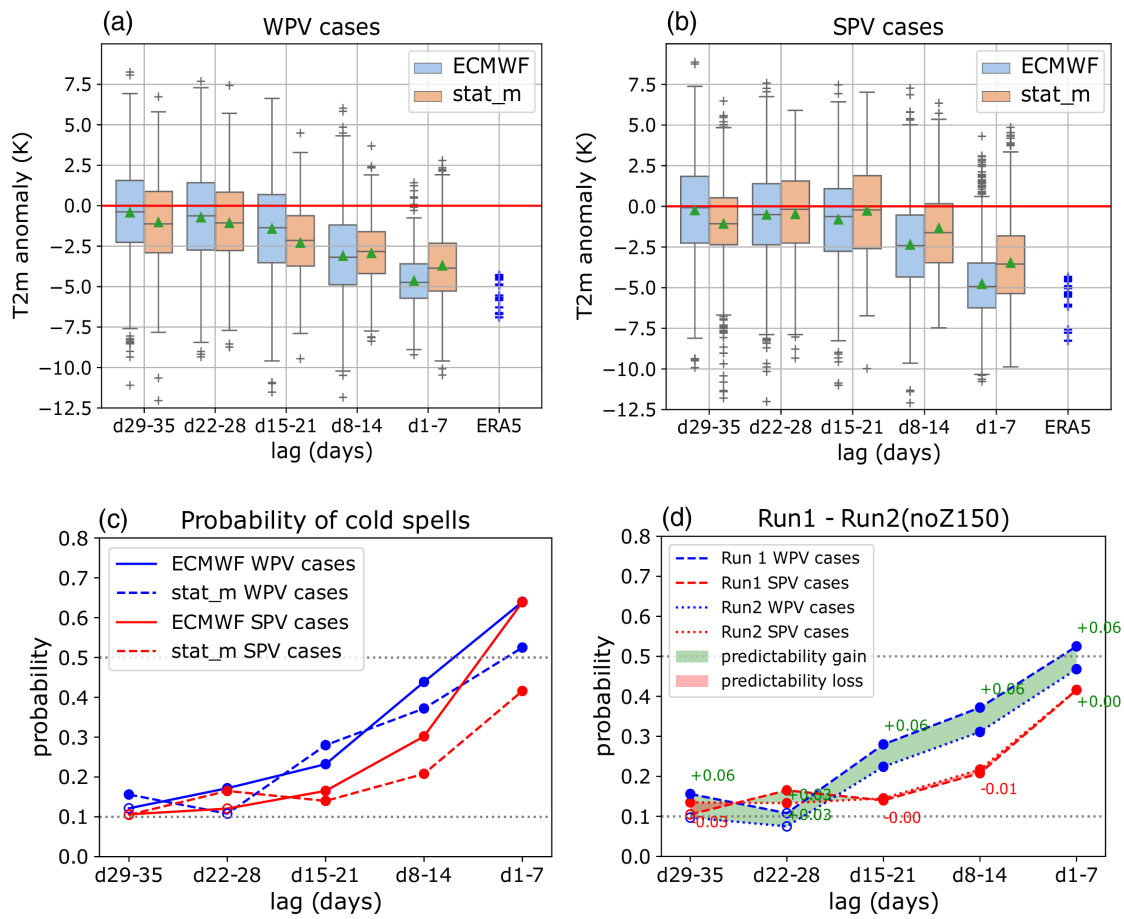 (a) WPV cases
ECMWF
stat_m
T2m anomaly (K)
7.5
5.0
2.5
0.0
−2.5
−5.0
−7.5
−10.0
−12.5
d29-35 d22-28 d15-21 d8-14 d1-7 ERA5
lag (days)
(b) SPV cases
ECMWF
stat_m
T2m anomaly (K)
7.5
5.0
2.5
0.0
−2.5
−5.0
−7.5
−10.0
−12.5
d29-35 d22-28 d15-21 d8-14 d1-7 ERA5
lag (days)
(c) Probability of cold spells
ECMWF WPV cases
stat_m WPV cases
ECMWF SPV cases
stat_m SPV cases
probability
0.8
0.7
0.6
0.5
0.4
0.3
0.2
0.1
0.0
d29-35 d22-28 d15-21 d8-14 d1-7
lag (days)
(d) Run1 - Run2(noZ150)
Run 1 WPV cases
Run1 SPV cases
Run2 WPV cases
Run2 SPV cases
predictability gain
predictability loss
probability
0.8
0.7
0.6
0.5
0.4
0.3
0.2
0.1
0.0
+0.06
+0.06
+0.00
+0.06
+0.06
-0.01
+0.03
+0.03
-0.03
-0.00
d29-35 d22-28 d15-21 d8-14 d1-7
lag (days)